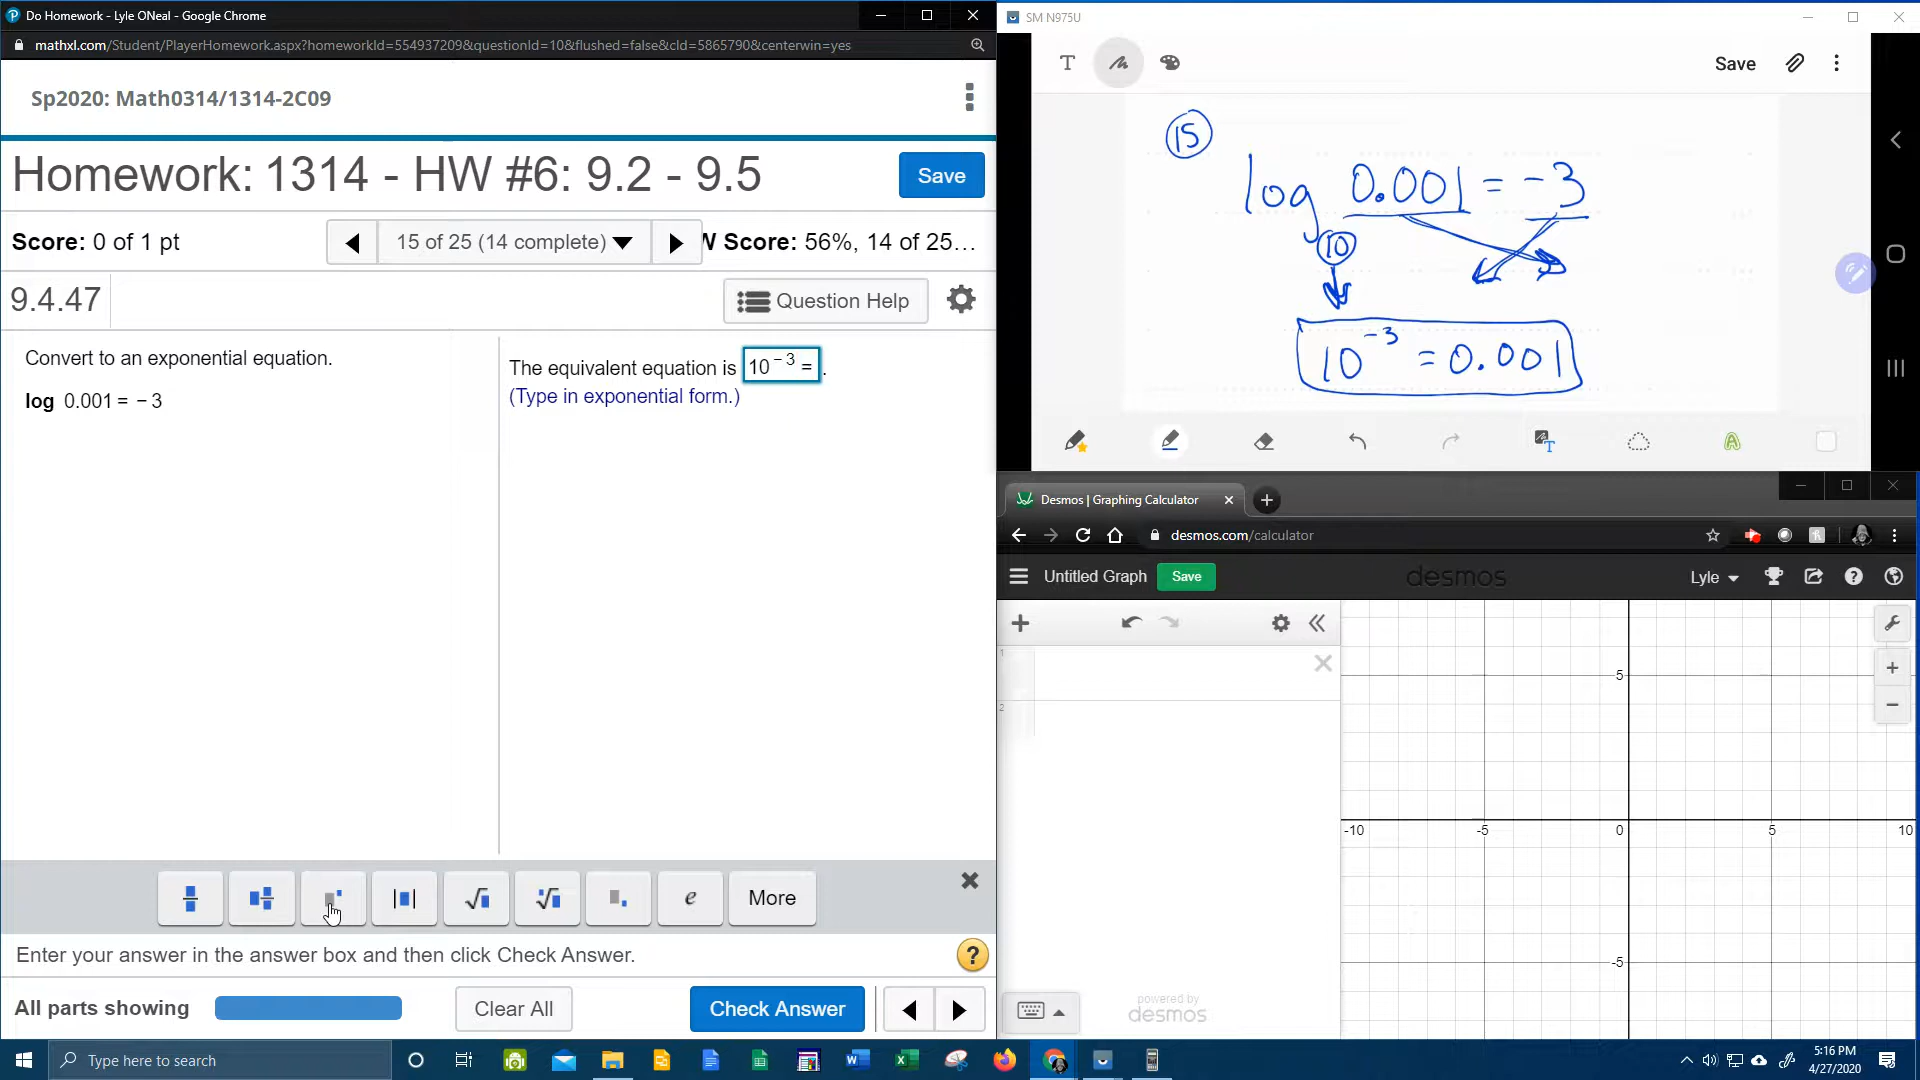 Do Homework - Lyle ONeal - Google Chrome
mathxl.com/Student/PlayerHomework.aspx?homeworkId=554937209&questionId=10&flushed=false&cId=5865790&centerwin=yes
Sp2020: Math0314/1314-2C09
Homework: 1314 - HW #6: 9.2 - 9.5
Save
Score: 0 of 1 pt
15 of 25 (14 complete)
W Score: 56%, 14 of 25...
9.4.47
Question Help
Convert to an exponential equation.
log 0.001 = − 3
The equivalent equation is 10⁻³ = .
(Type in exponential form.)
e
More
Enter your answer in the answer box and then click Check Answer.
?
All parts showing
Clear All
Check Answer
SM N975U
T
Save
15
log₁₀ 0.001 = -3
10⁻³ = 0.001
T
A
Desmos | Graphing Calculator
desmos.com/calculator
Untitled Graph
Save
desmos
Lyle
?
1
2
5
-10
-5
0
5
10
-5
powered by
desmos
Type here to search
5:16 PM
4/27/2020